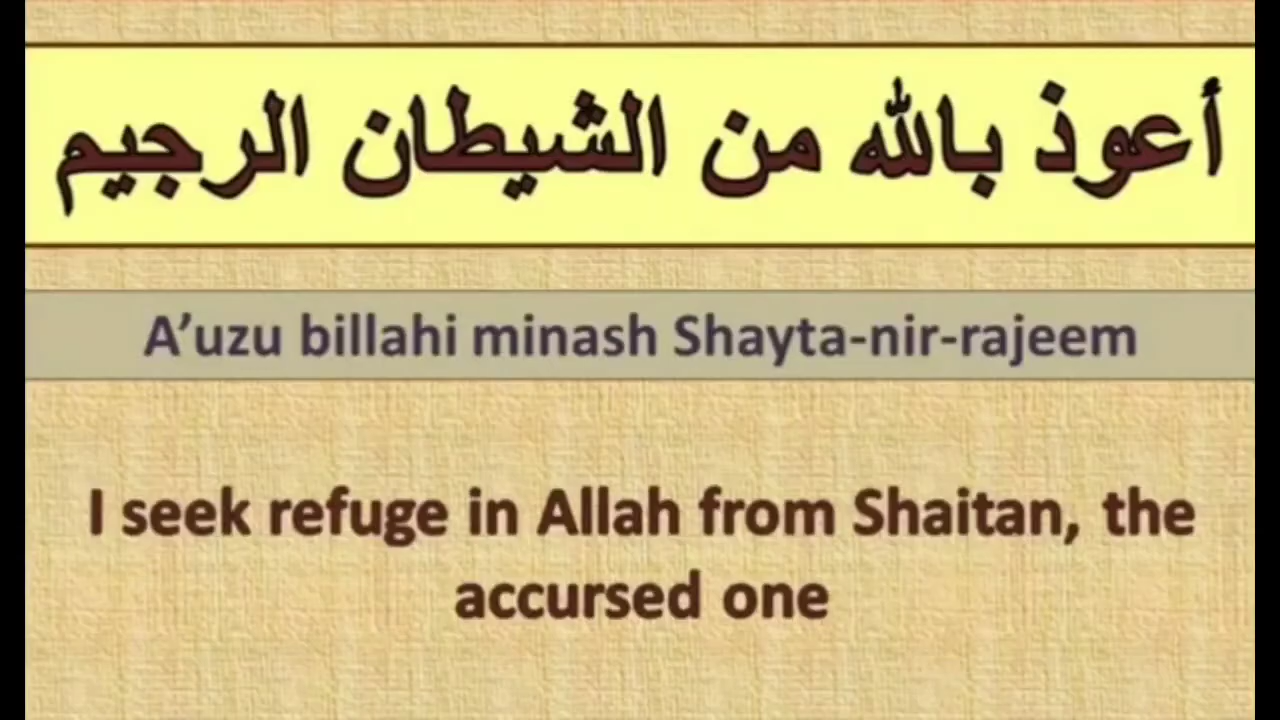 أعوذ بالله من الشيطان الرجيم
A’uzu billahi minash Shayta-nir-rajeem
I seek refuge in Allah from Shaitan, the
accursed one